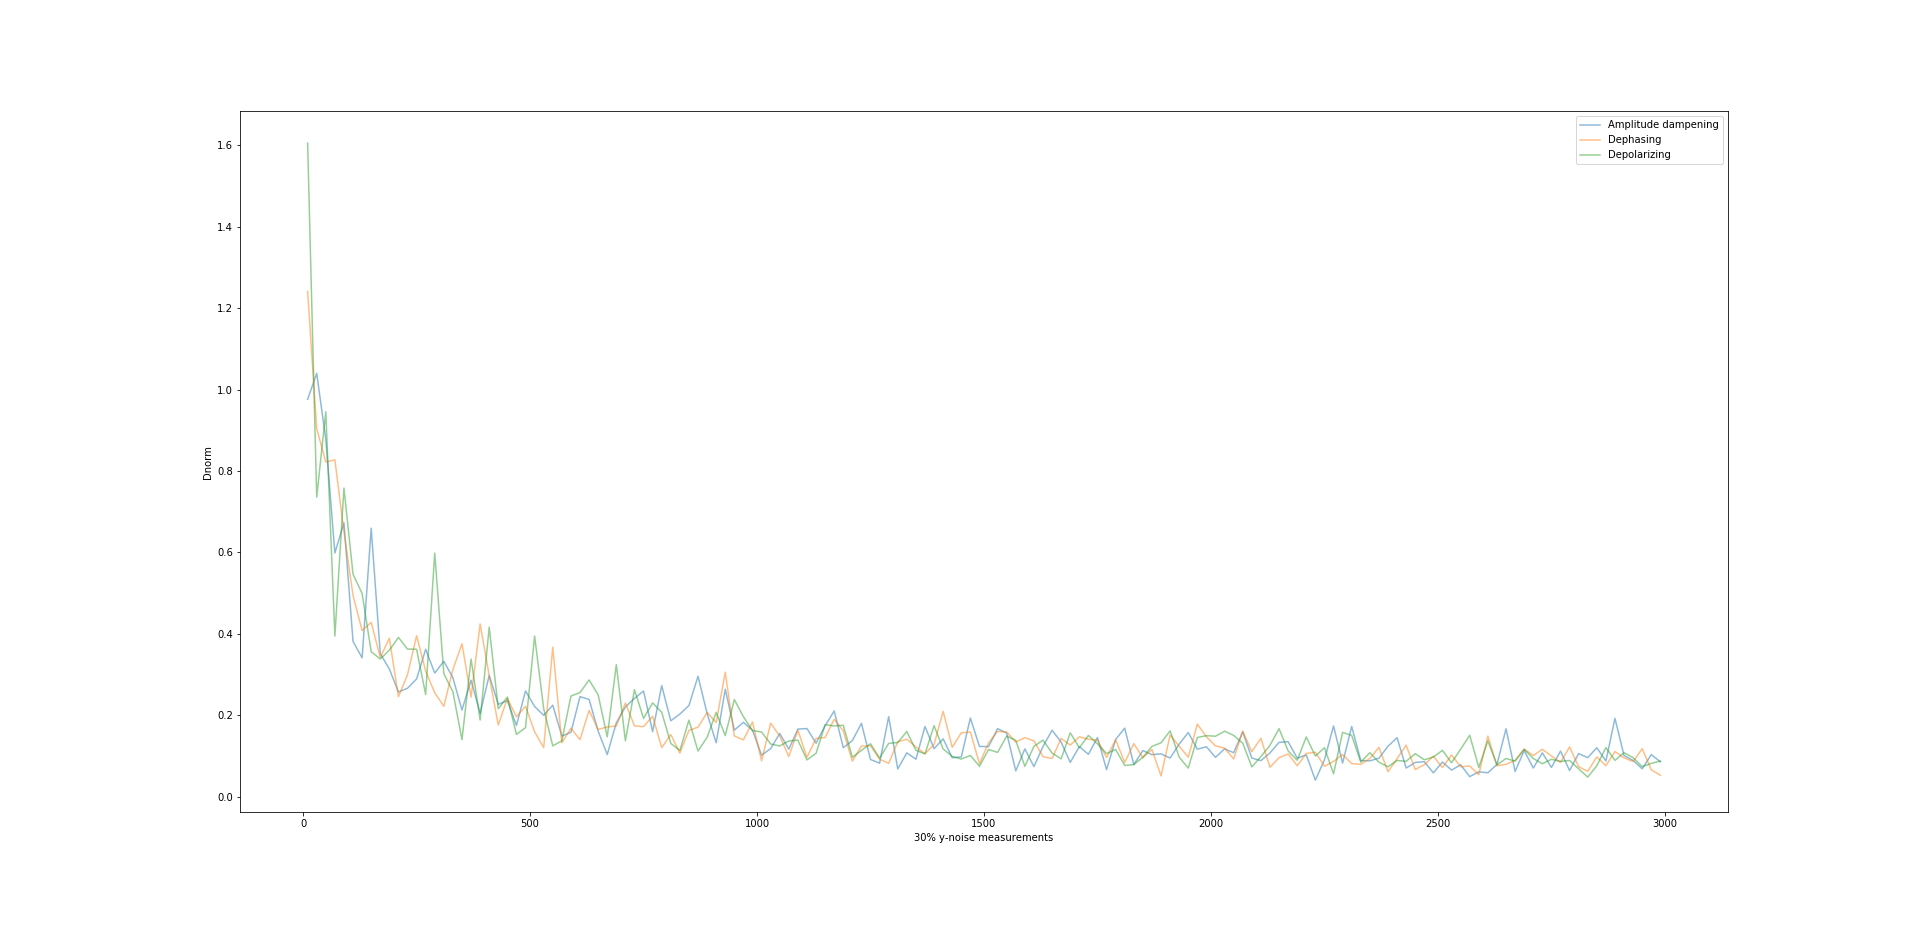 Amplitude dampening
Dephasing
Depolarizing
1.6
1.4
1.2
1.0
0.8
0.6
0.4
0.2
0.0
Dnorm
0 500 1000 1500 2000 2500 3000
30% y-noise measurements